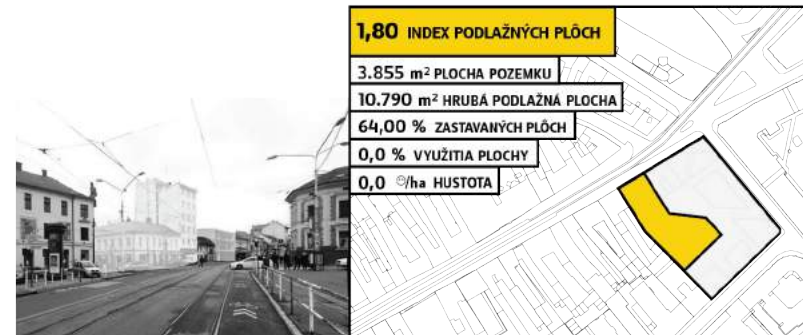 1,80 INDEX PODLAŽNÝCH PLÔCH
3.855 m² PLOCHA POZEMKU
10.790 m² HRUBÁ PODLAŽNÁ PLOCHA
64,00 % ZASTAVANÝCH PLÔCH
0,0 % VYUŽITIA PLOCHY
0,0 ☺/ha HUSTOTA